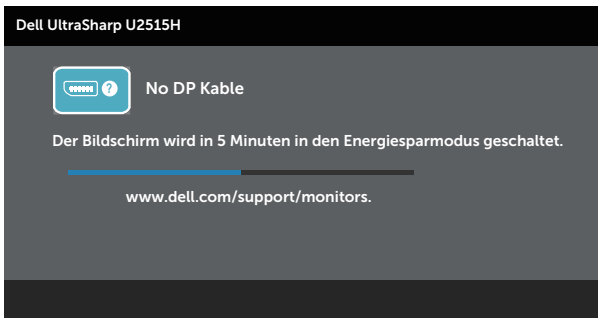 Dell UltraSharp U2515H
? No DP Kable
Der Bildschirm wird in 5 Minuten in den Energiesparmodus geschaltet.
www.dell.com/support/monitors.